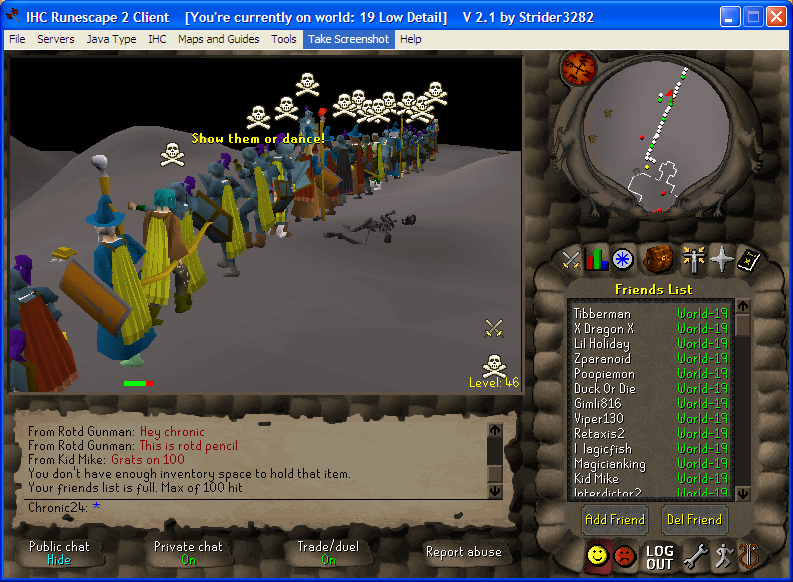 IHC Runescape 2 Client [You're currently on world: 19 Low Detail] V 2.1 by Strider3282
File Servers Java Type IHC Maps and Guides Tools Take Screenshot Help
Show them or dance!
Level: 46
Friends List
Tibberman World-19
X Dragon X World-19
Lil Holiday World-19
Zparanoid World-19
Poopiemon World-19
Duck Or Die World-19
Gimli816 World-19
Viper130 World-19
Retaxis2 World-19
World-19
Magicianking World-19
Kid Mike World-19
Interdictor2 World-19
Add Friend Del Friend
From Rotd Gunman: Hey chronic
From Rotd Gunman: This is rotd pencil
From Kid Mike: Grats on 100
You don't have enough inventory space to hold that item.
Your friends list is full. Max of 100 hit
Chronic24: *
Public chat
Hide
Private chat
On
Trade/duel
On
Report abuse
LOG
OUT